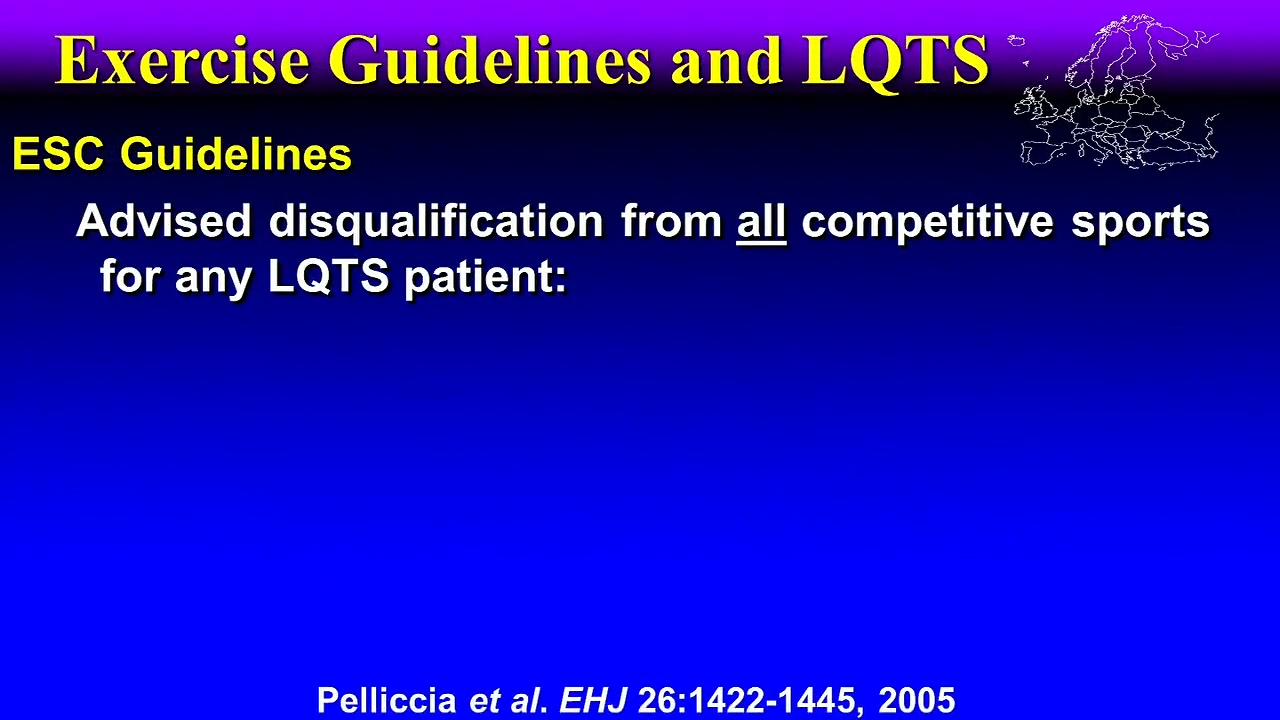 Exercise Guidelines and LQTS
ESC Guidelines
Advised disqualification from all competitive sports
for any LQTS patient:
Pelliccia et al. EHJ 26:1422-1445, 2005